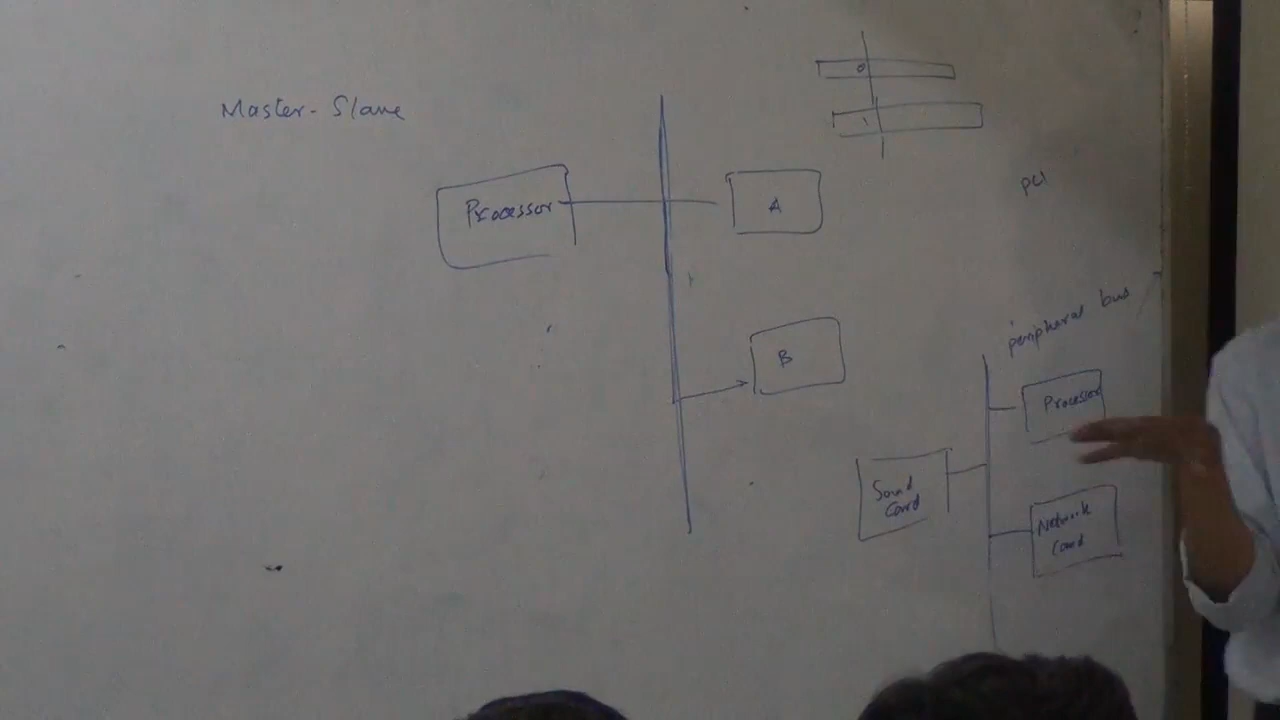 Master-Slave
0
1
Processor
A
PCI
B
peripheral bus
Processor
Sound
Card
Network
Card